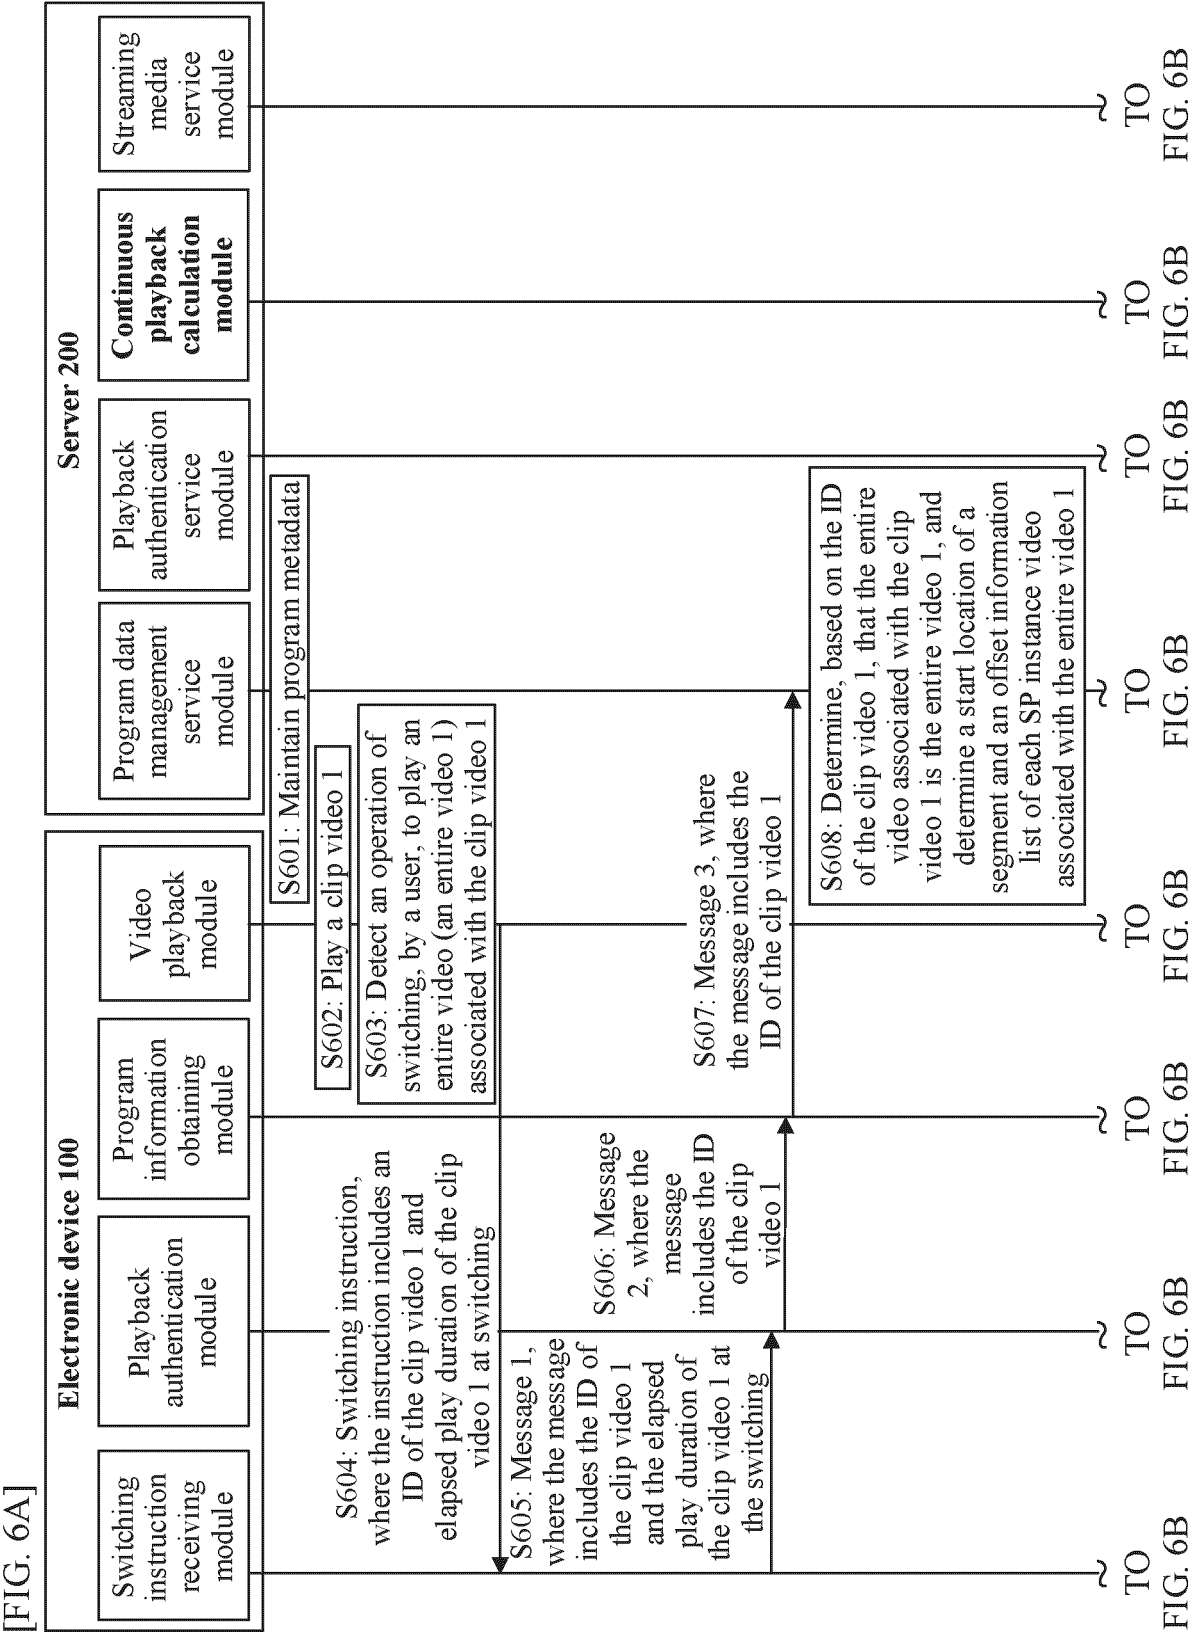 [FIG. 6A]
Electronic device 100
Switching
instruction
receiving
module
Playback
authentication
module
Program
information
obtaining
module
Video
playback
module
Server 200
Program data
management
service
module
Playback
authentication
service
module
Continuous
playback
calculation
module
Streaming
media
service
module
S601: Maintain program metadata
S602: Play a clip video 1
S603: Detect an operation of
switching, by a user, to play an
entire video (an entire video 1)
associated with the clip video 1
S604: Switching instruction,
where the instruction includes an
ID of the clip video 1 and
elapsed play duration of the clip
video 1 at switching
S605: Message 1,
where the message
includes the ID of
the clip video 1
and the elapsed
play duration of
the clip video 1 at
the switching
S606: Message
2, where the
message
includes the ID
of the clip
video 1
S607: Message 3, where
the message includes the
ID of the clip video 1
S608: Determine, based on the ID
of the clip video 1, that the entire
video associated with the clip
video 1 is the entire video 1, and
determine a start location of a
segment and an offset information
list of each SP instance video
associated with the entire video 1
TO
FIG. 6B
TO
FIG. 6B
TO
FIG. 6B
TO
FIG. 6B
TO
FIG. 6B
TO
FIG. 6B
TO
FIG. 6B
TO
FIG. 6B